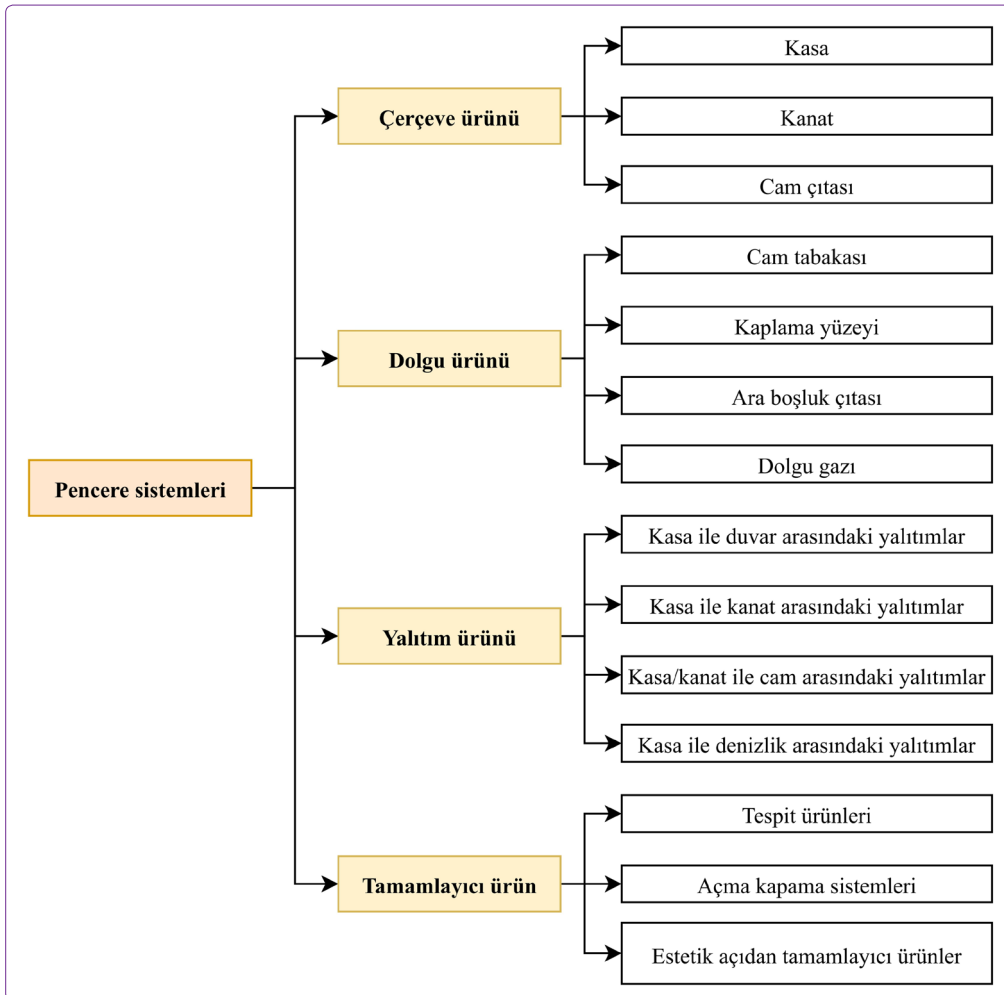 Pencere sistemleri
Çerçeve ürünü
Kasa
Kanat
Cam çıtası
Dolgu ürünü
Cam tabakası
Kaplama yüzeyi
Ara boşluk çıtası
Dolgu gazı
Yalıtım ürünü
Kasa ile duvar arasındaki yalıtımlar
Kasa ile kanat arasındaki yalıtımlar
Kasa/kanat ile cam arasındaki yalıtımlar
Kasa ile denizlik arasındaki yalıtımlar
Tamamlayıcı ürün
Tespit ürünleri
Açma kapama sistemleri
Estetik açıdan tamamlayıcı ürünler